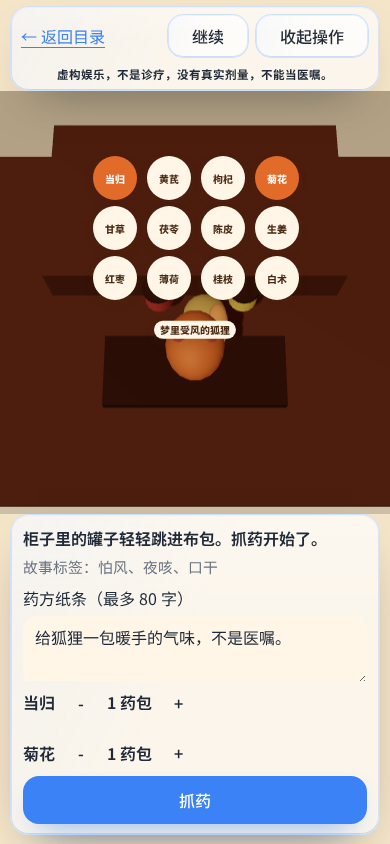 ← 返回目录
继续
收起操作
虚构娱乐，不是诊疗，没有真实剂量，不能当医嘱。
当归 黄芪 枸杞 菊花
甘草 茯苓 陈皮 生姜
红枣 薄荷 桂枝 白术
梦里受风的狐狸
柜子里的罐子轻轻跳进布包。抓药开始了。
故事标签：怕风、夜咳、口干
药方纸条（最多 80 字）
给狐狸一包暖手的气味，不是医嘱。
当归 - 1 药包 +
菊花 - 1 药包 +
抓药